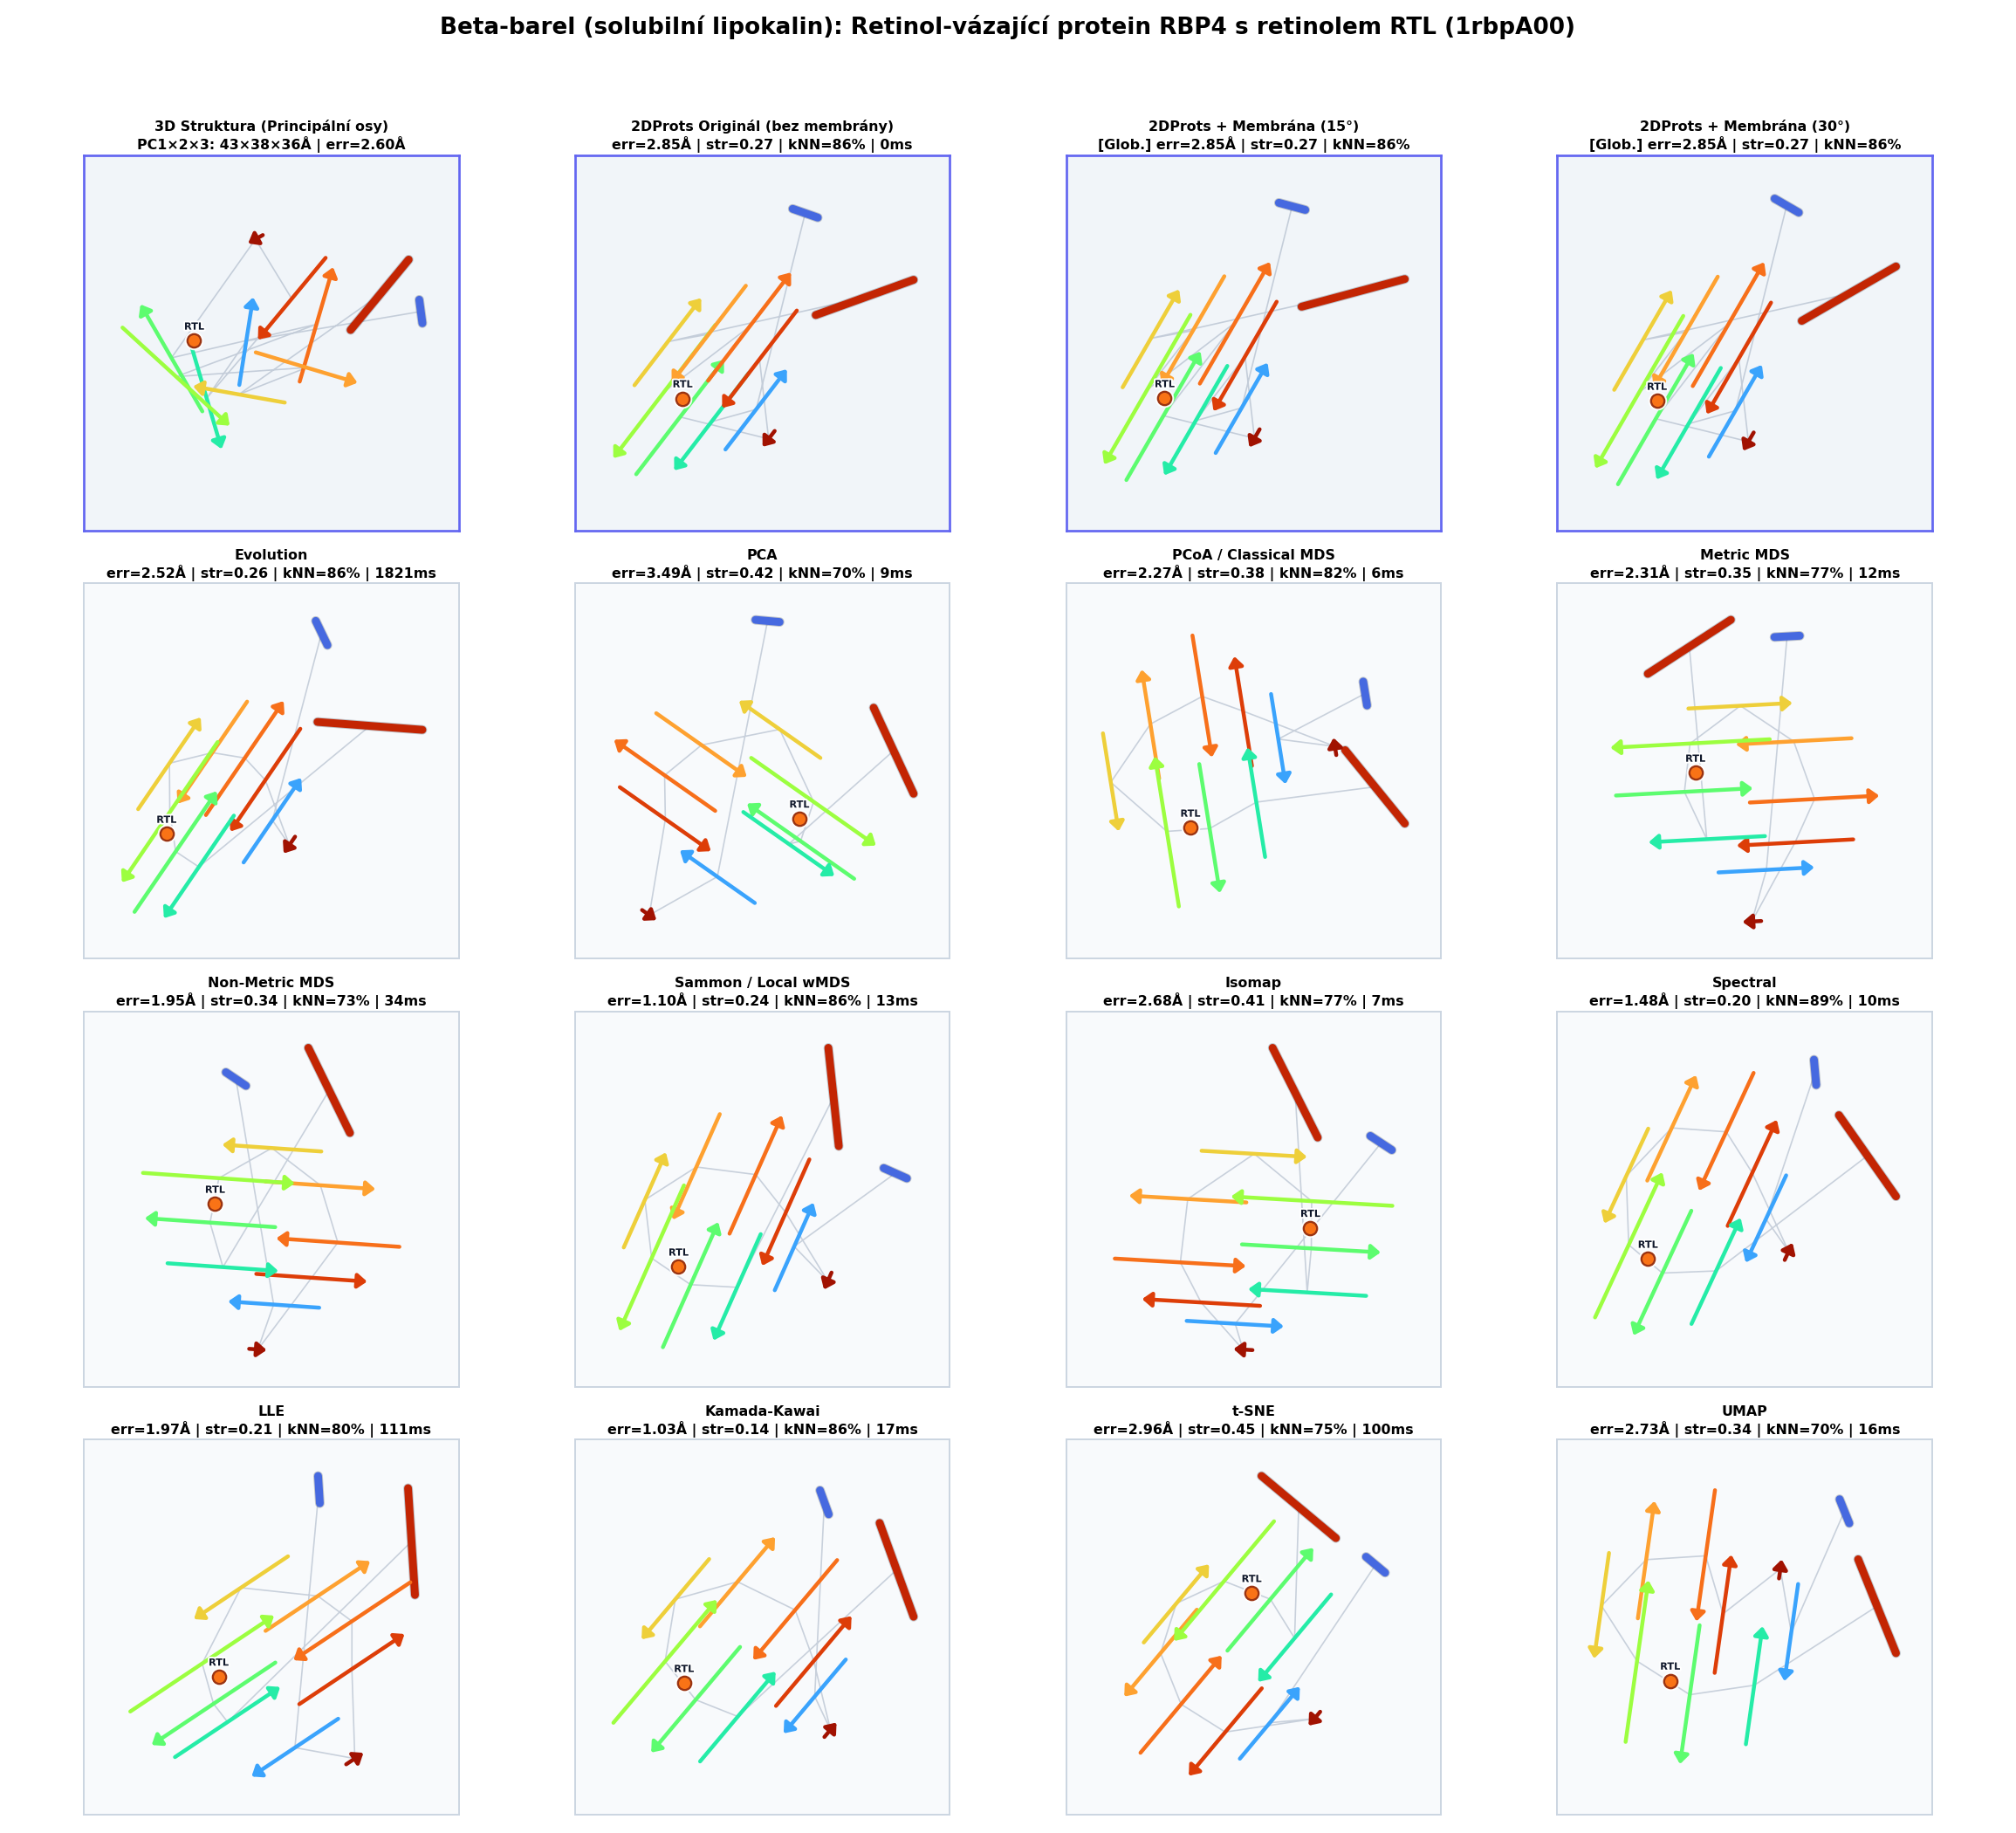 Beta-barel (solubilní lipokalin): Retinol-vázající protein RBP4 s retinolem RTL (1rbpA00)
3D Struktura (Principální osy)
PC1×2×3: 43×38×36Å | err=2.60Å
RTL
2DProts Originál (bez membrány)
err=2.85Å | str=0.27 | kNN=86% | 0ms
RTL
2DProts + Membrána (15°)
[Glob.] err=2.85Å | str=0.27 | kNN=86%
RTL
2DProts + Membrána (30°)
[Glob.] err=2.85Å | str=0.27 | kNN=86%
RTL
Evolution
err=2.52Å | str=0.26 | kNN=86% | 1821ms
RTL
PCA
err=3.49Å | str=0.42 | kNN=70% | 9ms
RTL
PCoA / Classical MDS
err=2.27Å | str=0.38 | kNN=82% | 6ms
RTL
Metric MDS
err=2.31Å | str=0.35 | kNN=77% | 12ms
RTL
Non-Metric MDS
err=1.95Å | str=0.34 | kNN=73% | 34ms
RTL
Sammon / Local wMDS
err=1.10Å | str=0.24 | kNN=86% | 13ms
RTL
Isomap
err=2.68Å | str=0.41 | kNN=77% | 7ms
RTL
Spectral
err=1.48Å | str=0.20 | kNN=89% | 10ms
RTL
LLE
err=1.97Å | str=0.21 | kNN=80% | 111ms
RTL
Kamada-Kawai
err=1.03Å | str=0.14 | kNN=86% | 17ms
RTL
t-SNE
err=2.96Å | str=0.45 | kNN=75% | 100ms
RTL
UMAP
err=2.73Å | str=0.34 | kNN=70% | 16ms
RTL